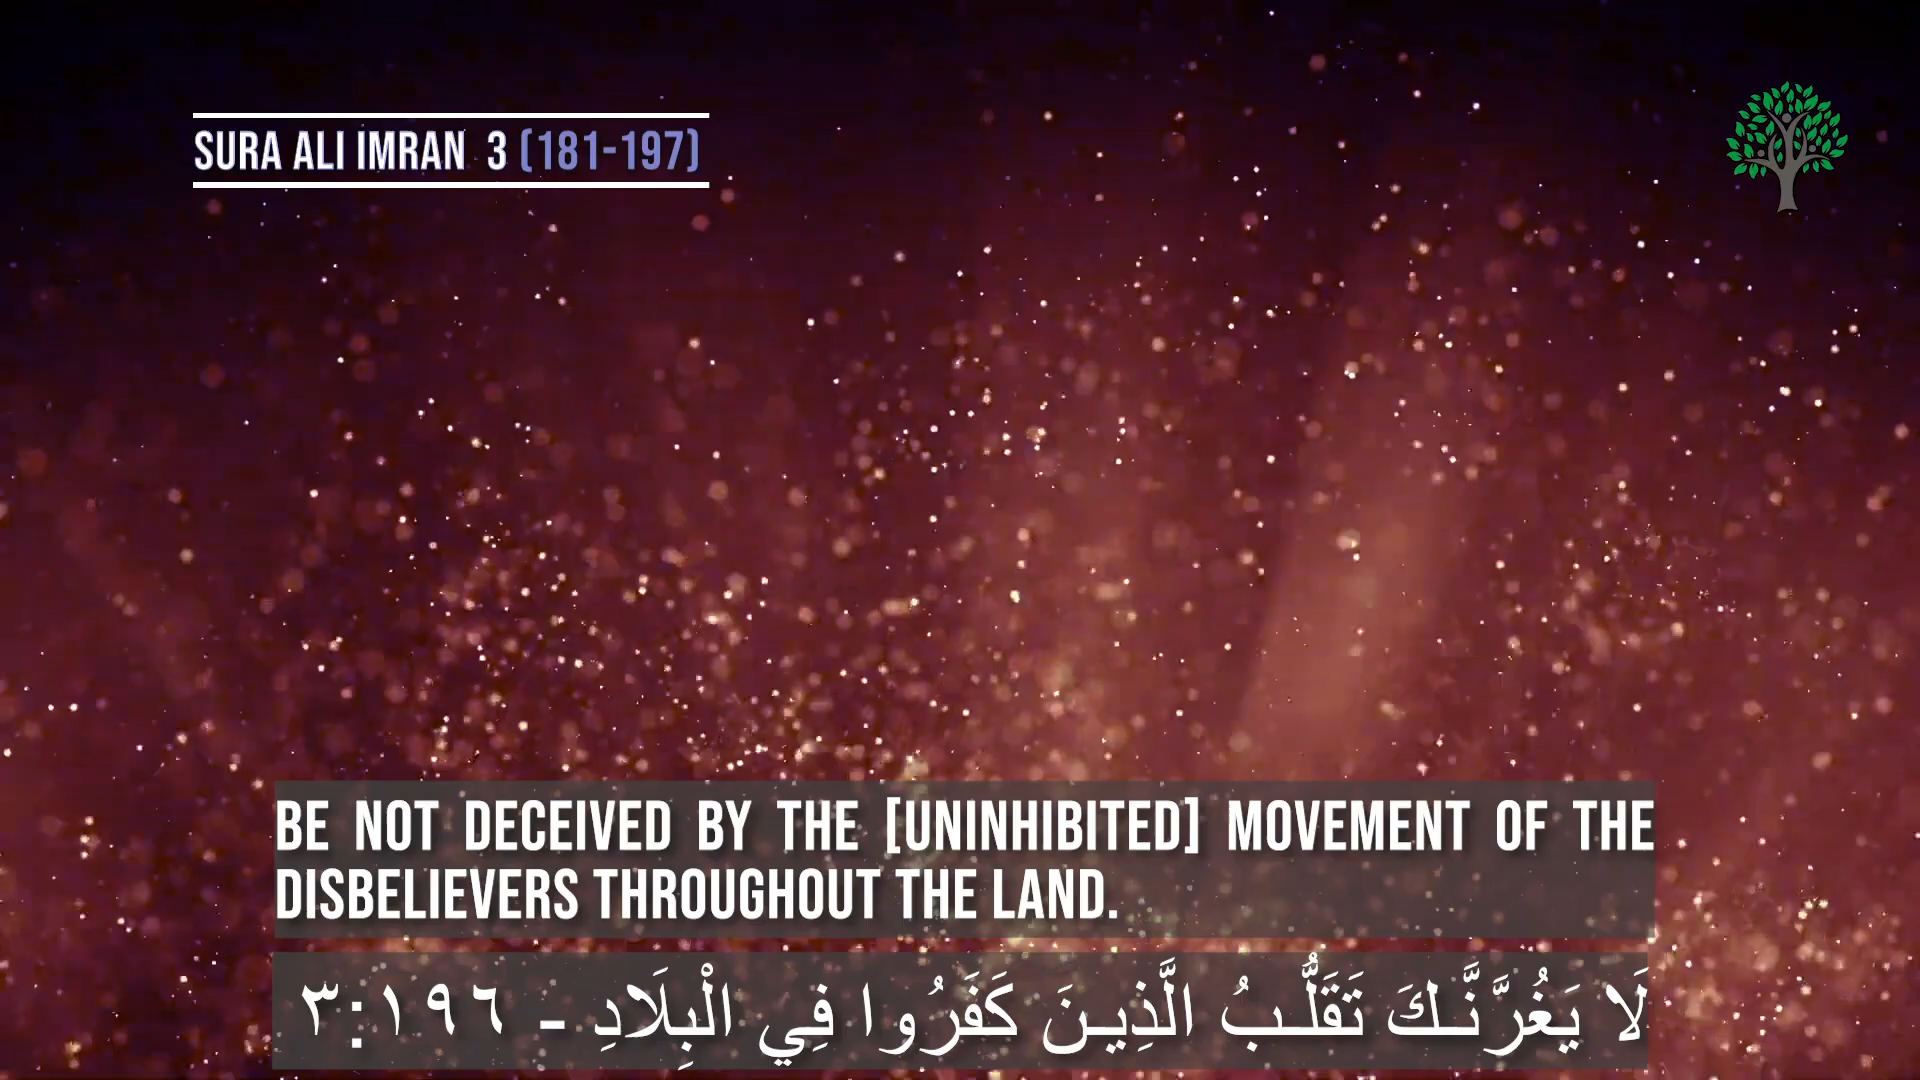 SURA ALI IMRAN 3 (181-197)
BE NOT DECEIVED BY THE [UNINHIBITED] MOVEMENT OF THE
DISBELIEVERS THROUGHOUT THE LAND.
لَا يَغُرَّنَّكَ تَقَلُّبُ الَّذِينَ كَفَرُوا فِي الْبِلَادِ - ٣:١٩٦